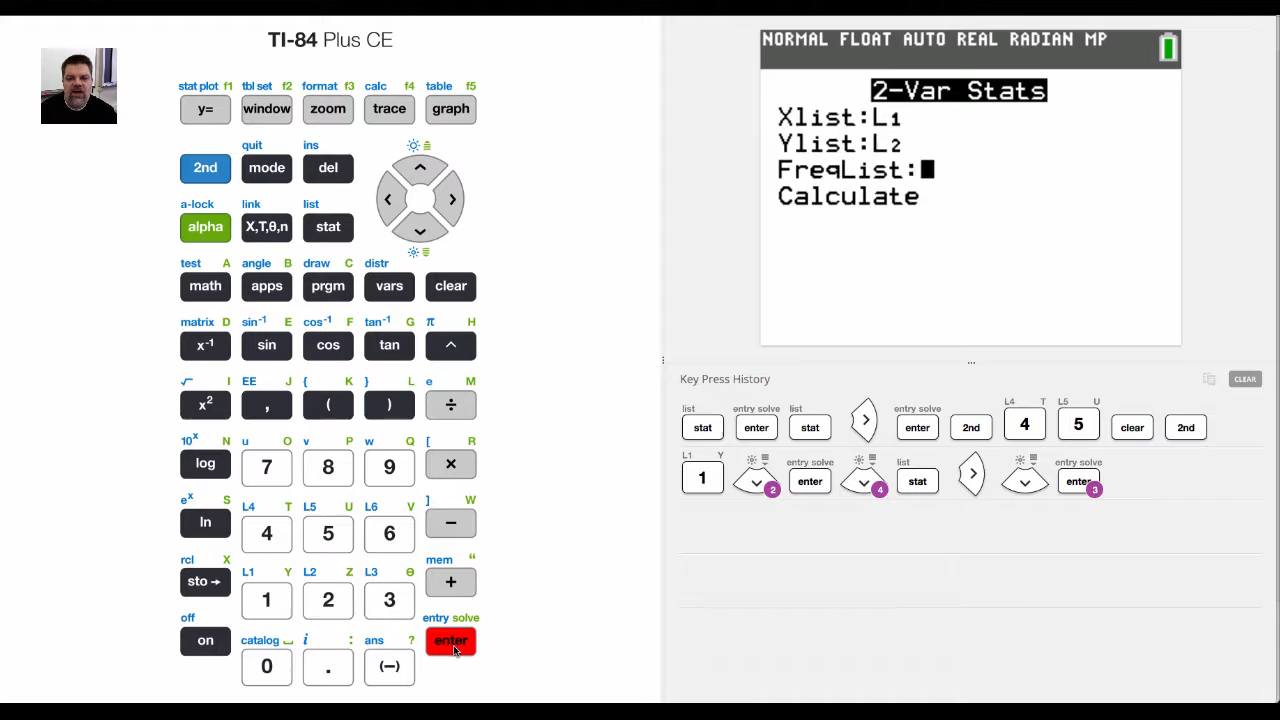 TI-84 Plus CE
stat plot f1 tbl set f2 format f3 calc f4 table f5
y= window zoom trace graph
quit ins
2nd mode del
a-lock link list
alpha X,T,θ,n stat
test A angle B draw C distr
math apps prgm vars clear
matrix D sin⁻¹ E cos⁻¹ F tan⁻¹ G π H
x⁻¹ sin cos tan ^
√ I EE J { K } L e M
x² , ( ) ÷
10ˣ N u O v P w Q [ R
log 7 8 9 ×
eˣ S L4 T L5 U L6 V ] W
ln 4 5 6 −
rcl X L1 Y L2 Z L3 θ mem “
sto→ 1 2 3 +
off catalog ⎵ i : ans ? entry solve
on 0 . (−) enter
NORMAL FLOAT AUTO REAL RADIAN MP
2-Var Stats
Xlist:L₁
Ylist:L₂
FreqList:
Calculate
Key Press History
CLEAR
list entry solve list entry solve L4 T L5 U
stat enter stat > enter 2nd 4 5 clear 2nd
L1 Y entry solve list entry solve
1 2 enter 4 stat > enter 3